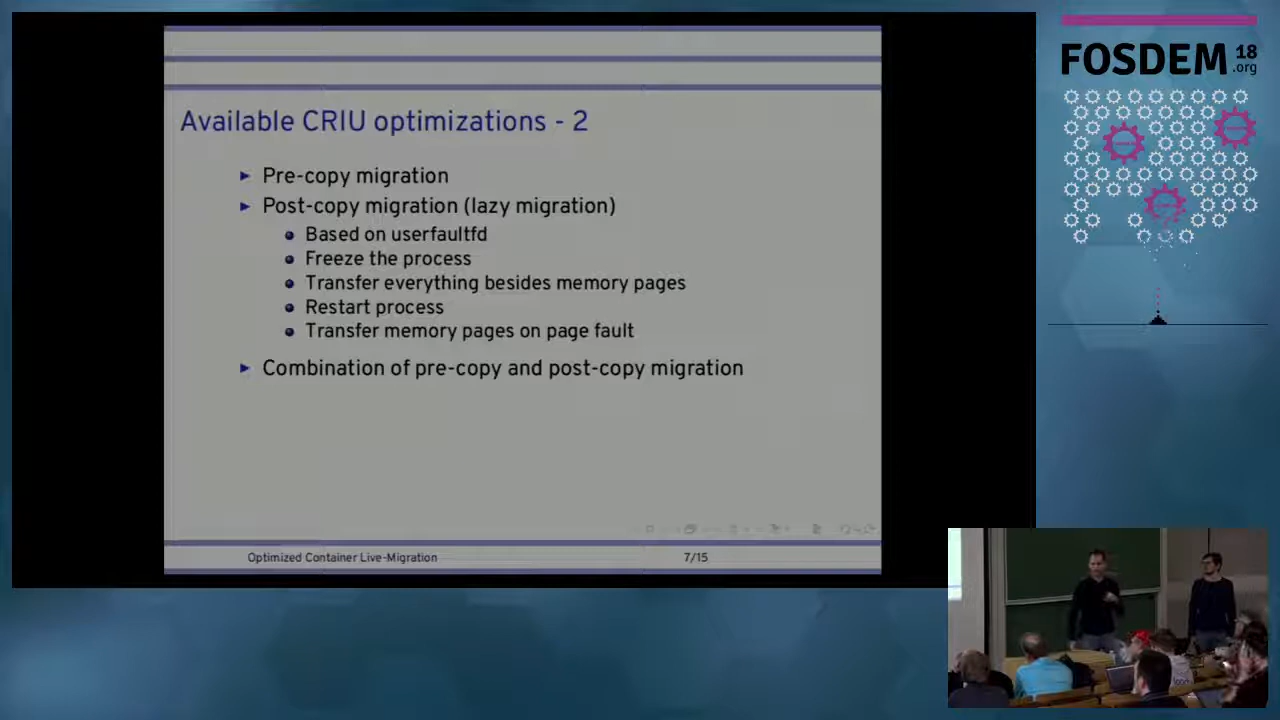 FOSDEM 18
.org
Available CRIU optimizations - 2
Pre-copy migration
Post-copy migration (lazy migration)
Based on userfaultfd
Freeze the process
Transfer everything besides memory pages
Restart process
Transfer memory pages on page fault
Combination of pre-copy and post-copy migration
Optimized Container Live-Migration
7/15